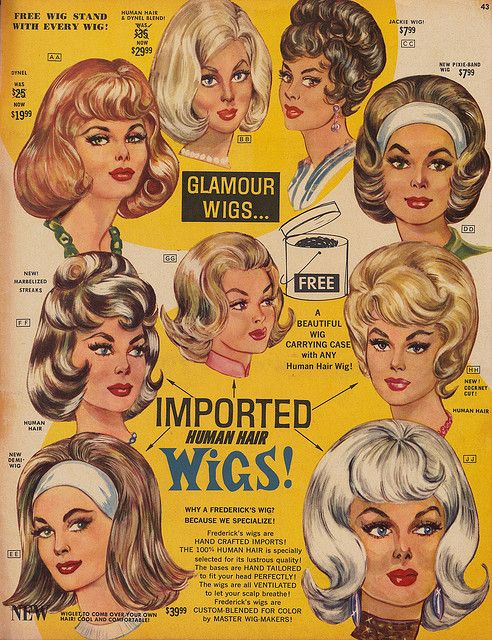 43
FREE WIG STAND
WITH EVERY WIG!
HUMAN HAIR
& DYNEL BLEND!
WAS
$35
NOW
$29.99
JACKIE WIG!
$7.99
CC
NEW PIXIE-BAND
WIG $7.99
AA
DYNEL
WAS
$25
NOW
$19.99
BB
GLAMOUR
WIGS...
DD
GG
FREE
A
BEAUTIFUL
WIG
CARRYING CASE
with ANY
Human Hair Wig!
NEW!
MARBELIZED
STREAKS
FF
HUMAN
HAIR
HH
NEW!
COCKNEY
CUT!
HUMAN HAIR
IMPORTED
HUMAN HAIR
WiGS!
JJ
NEW
DEMI-
WIG
EE
WHY A FREDERICK'S WIG?
BECAUSE WE SPECIALIZE!
Frederick's wigs are
HAND CRAFTED IMPORTS!
THE 100% HUMAN HAIR is specially
selected for its lustrous quality!
The bases are HAND TAILORED
to fit your head PERFECTLY!
The wigs are all VENTILATED
to let your scalp breathe!
Frederick's wigs are
CUSTOM-BLENDED FOR COLOR
by MASTER WIG-MAKERS!
NEW
WIGLET TO COMB OVER YOUR OWN
HAIR! COOL AND COMFORTABLE!
$39.99